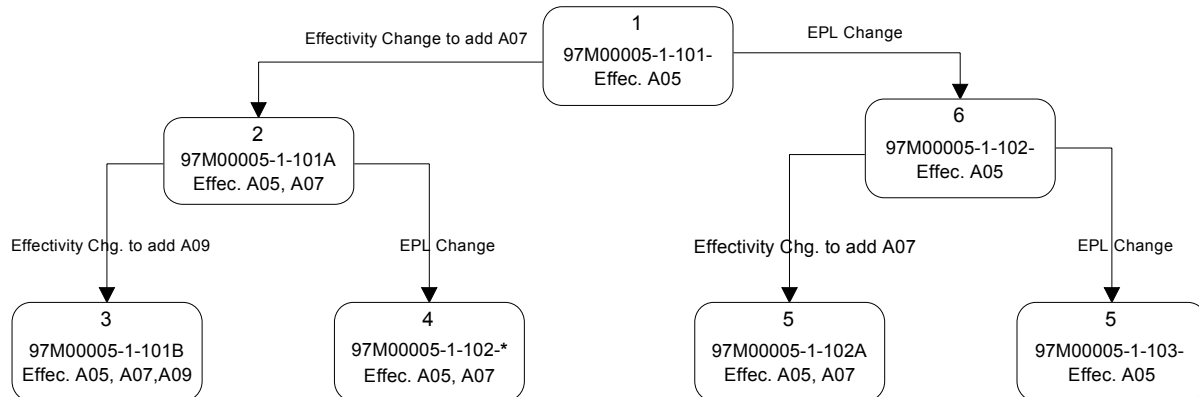 1
97M00005-1-101-
Effec. A05
Effectivity Change to add A07
EPL Change
2
97M00005-1-101A
Effec. A05, A07
6
97M00005-1-102-
Effec. A05
Effectivity Chg. to add A09
EPL Change
Effectivity Chg. to add A07
EPL Change
3
97M00005-1-101B
Effec. A05, A07,A09
4
97M00005-1-102-*
Effec. A05, A07
5
97M00005-1-102A
Effec. A05, A07
5
97M00005-1-103-
Effec. A05